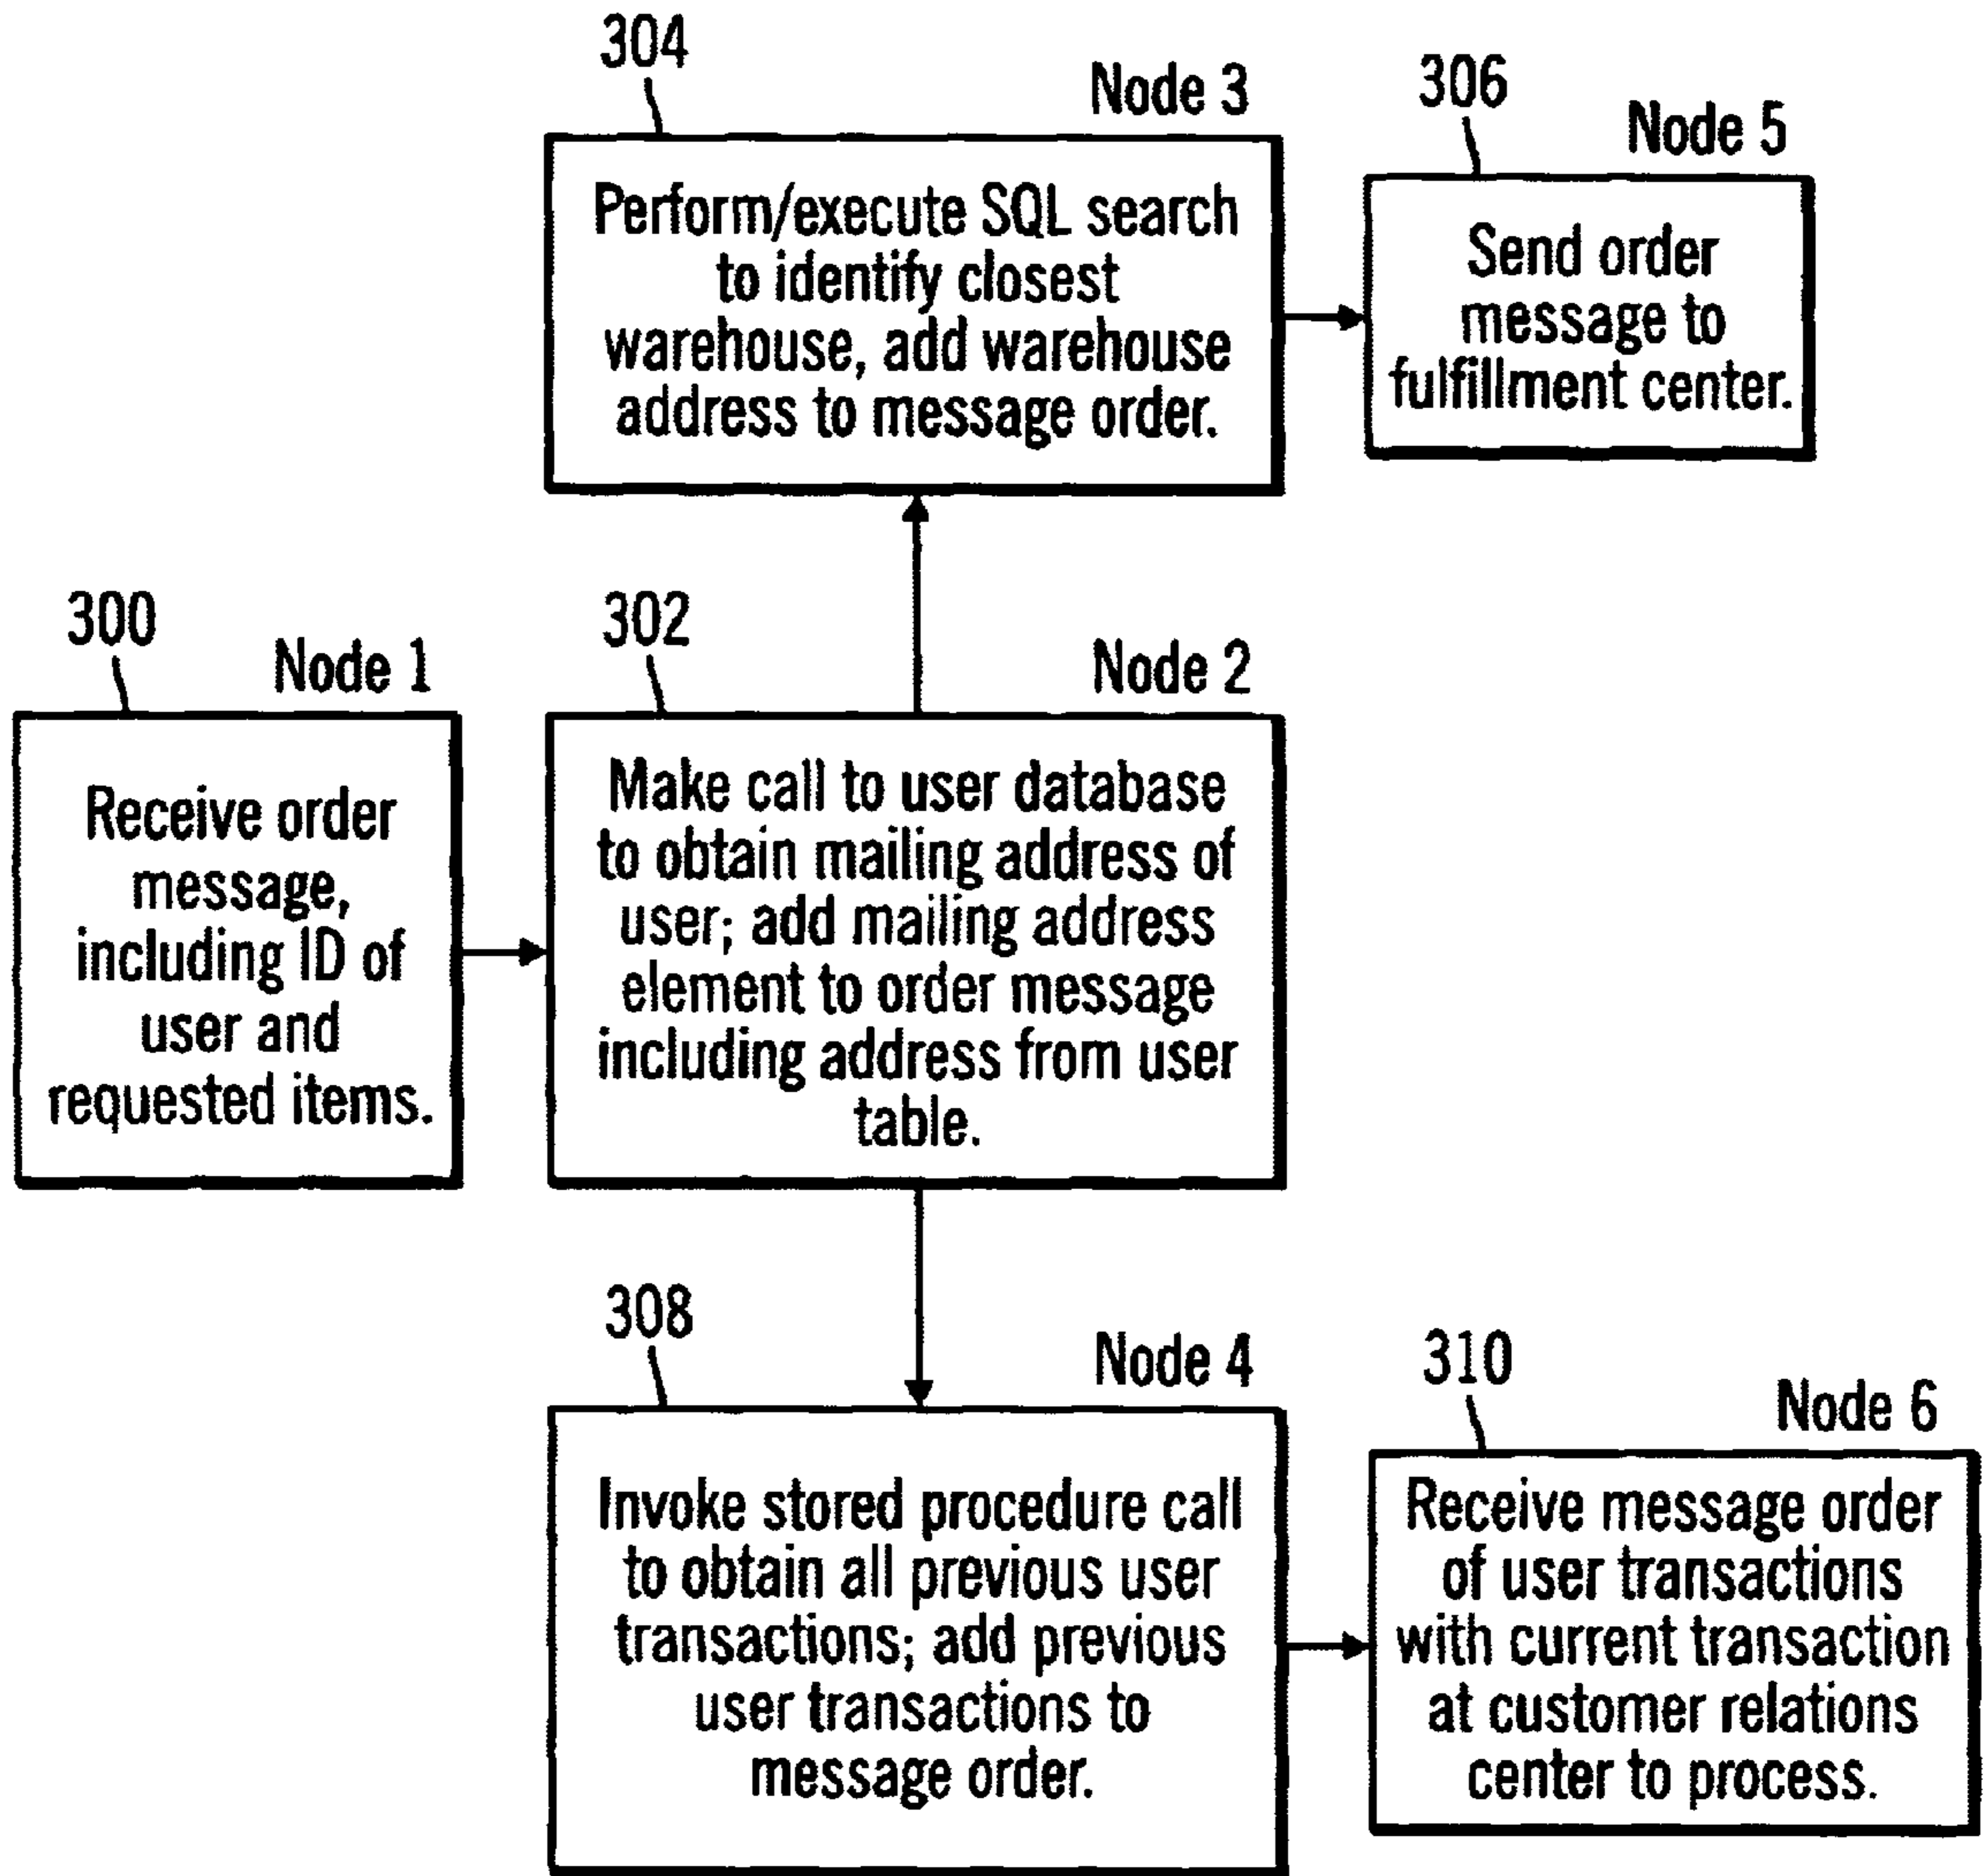 304
Node 3
Perform/execute SQL search
to identify closest
warehouse, add warehouse
address to message order.
306
Node 5
Send order
message to
fulfillment center.
300
Node 1
Receive order
message,
including ID of
user and
requested items.
302
Node 2
Make call to user database
to obtain mailing address of
user; add mailing address
element to order message
including address from user
table.
308
Node 4
Invoke stored procedure call
to obtain all previous user
transactions; add previous
user transactions to
message order.
310
Node 6
Receive message order
of user transactions
with current transaction
at customer relations
center to process.